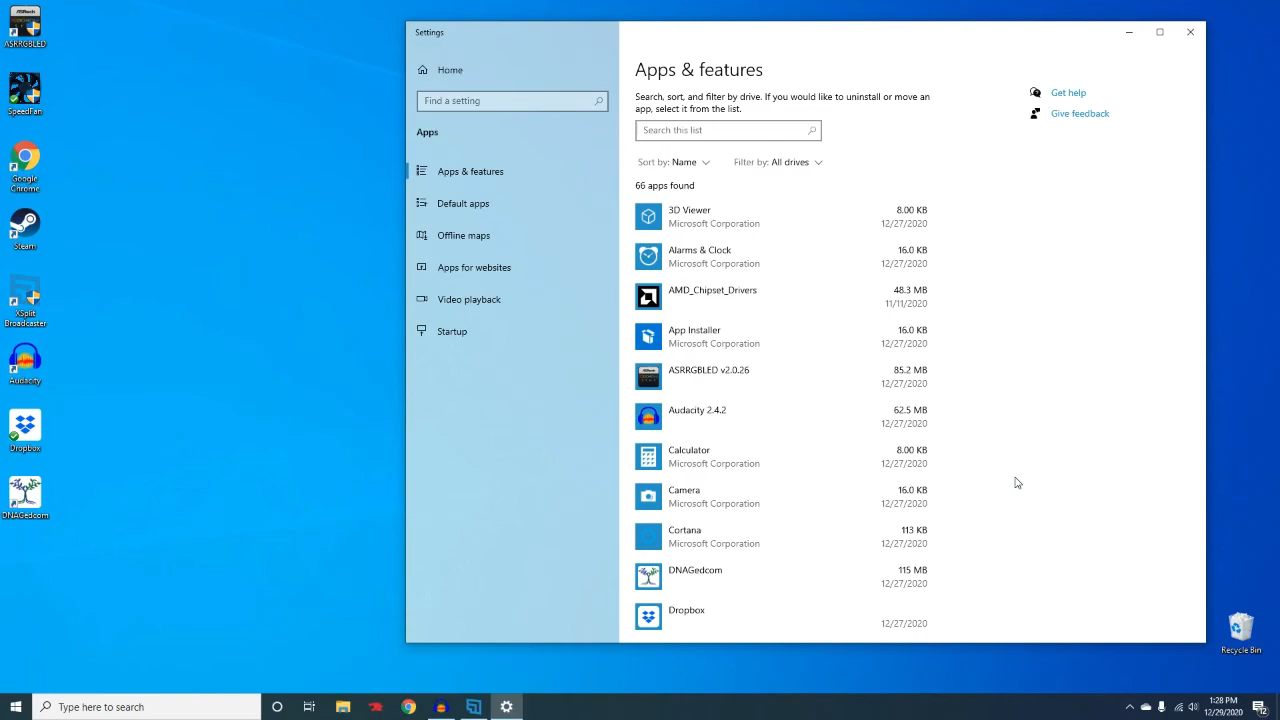 ASRRGBLED
SpeedFan
Google
Chrome
Steam
XSplit
Broadcaster
Audacity
Dropbox
DNAGedcom
Settings
Home
Find a setting
Apps
Apps & features
Default apps
Offline maps
Apps for websites
Video playback
Startup
Apps & features
Search, sort, and filter by drive. If you would like to uninstall or move an
app, select it from the list.
Search this list
Sort by: Name
Filter by: All drives
66 apps found
3D Viewer 8.00 KB
Microsoft Corporation 12/27/2020
Alarms & Clock 16.0 KB
Microsoft Corporation 12/27/2020
AMD_Chipset_Drivers 48.3 MB
11/11/2020
App Installer 16.0 KB
Microsoft Corporation 12/27/2020
ASRRGBLED v2.0.26 85.2 MB
12/27/2020
Audacity 2.4.2 62.5 MB
12/27/2020
Calculator 8.00 KB
Microsoft Corporation 12/27/2020
Camera 16.0 KB
Microsoft Corporation 12/27/2020
Cortana 113 KB
Microsoft Corporation 12/27/2020
DNAGedcom 115 MB
12/27/2020
Dropbox
12/27/2020
Get help
Give feedback
Recycle Bin
Type here to search
1:28 PM
12/29/2020
12